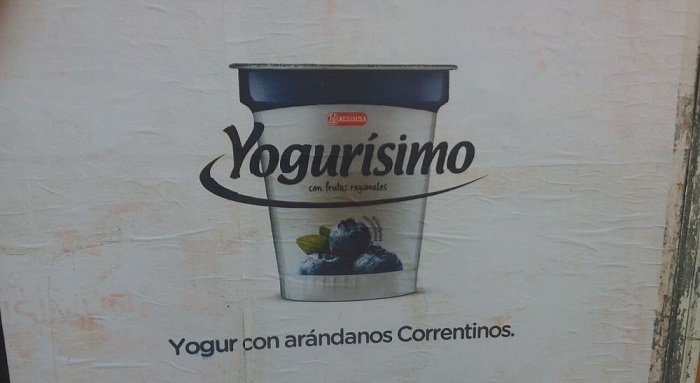 Yogurísimo
con frutas regionales
Yogur con arándanos Correntinos.